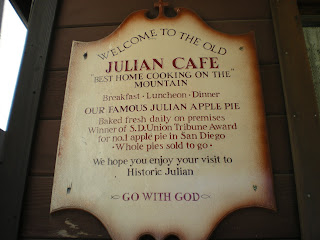 WELCOME TO THE OLD
JULIAN CAFE
"BEST HOME COOKING ON THE"
MOUNTAIN
Breakfast · Luncheon · Dinner
OUR FAMOUS JULIAN APPLE PIE
Baked fresh daily on premises
Winner of S.D. Union Tribune Award
for no.1 apple pie in San Diego
· Whole pies sold to go ·
We hope you enjoy your visit to
Historic Julian
GO WITH GOD